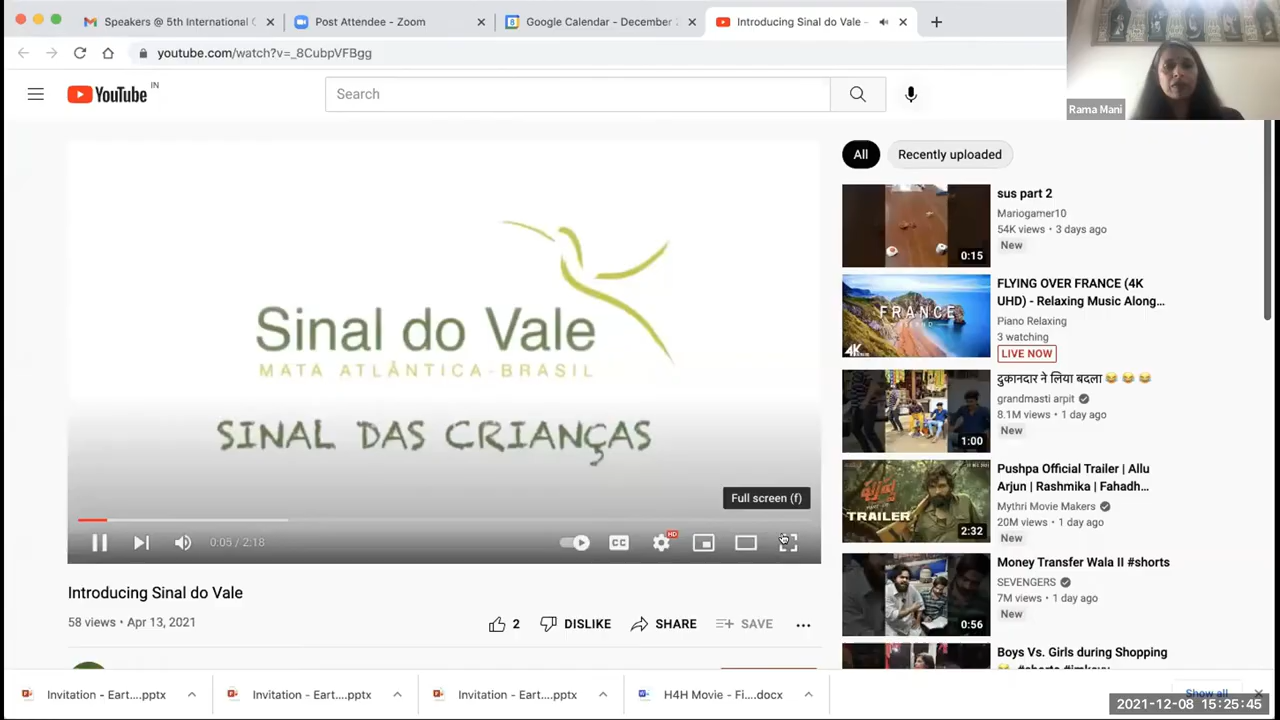 Speakers @ 5th International C
Post Attendee - Zoom
Google Calendar - December
Introducing Sinal do Vale -
youtube.com/watch?v=_8CubpVFBgg
YouTube IN
Search
Rama Mani
Sinal do Vale
MATA ATLÂNTICA - BRASIL
SINAL DAS CRIANÇAS
Full screen (f)
0:05 / 2:18
CC
HD
Introducing Sinal do Vale
58 views • Apr 13, 2021
2
DISLIKE
SHARE
SAVE
All
Recently uploaded
sus part 2
Mariogamer10
54K views • 3 days ago
New
0:15
FLYING OVER FRANCE (4K
UHD) - Relaxing Music Along...
Piano Relaxing
3 watching
LIVE NOW
FRANCE
4K
दुकानदार ने लिया बदला 😂 😂 😂
grandmasti arpit
8.1M views • 1 day ago
New
1:00
Pushpa Official Trailer | Allu
Arjun | Rashmika | Fahadh...
Mythri Movie Makers
20M views • 1 day ago
New
TRAILER
2:32
Money Transfer Wala II #shorts
SEVENGERS
7M views • 1 day ago
New
0:56
Boys Vs. Girls during Shopping
Invitation - Eart....pptx
Invitation - Eart....pptx
Invitation - Eart....pptx
H4H Movie - Fi....docx
Show all
2021-12-08 15:25:45